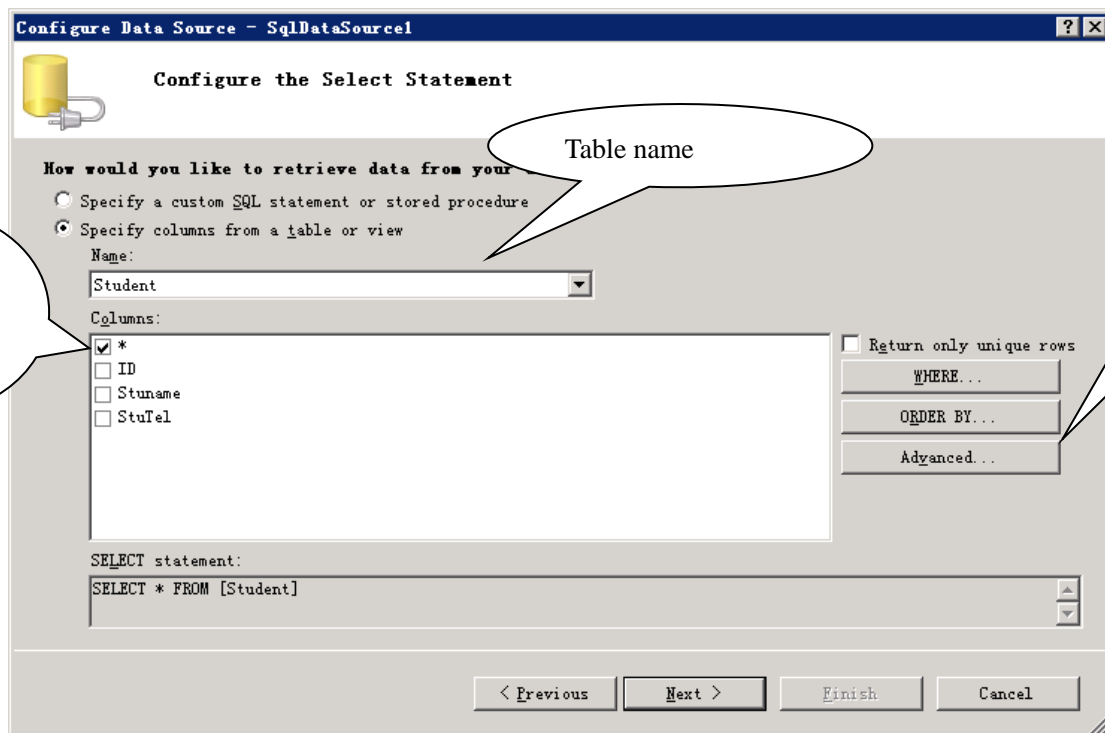 Configure Data Source - SqlDataSource1
Configure the Select Statement
Table name
How would you like to retrieve data from your
Specify a custom SQL statement or stored procedure
Specify columns from a table or view
Name:
Student
Columns:
*
ID
Stuname
StuTel
Return only unique rows
WHERE...
ORDER BY...
Advanced...
SELECT statement:
SELECT * FROM [Student]
< Previous
Next >
Finish
Cancel